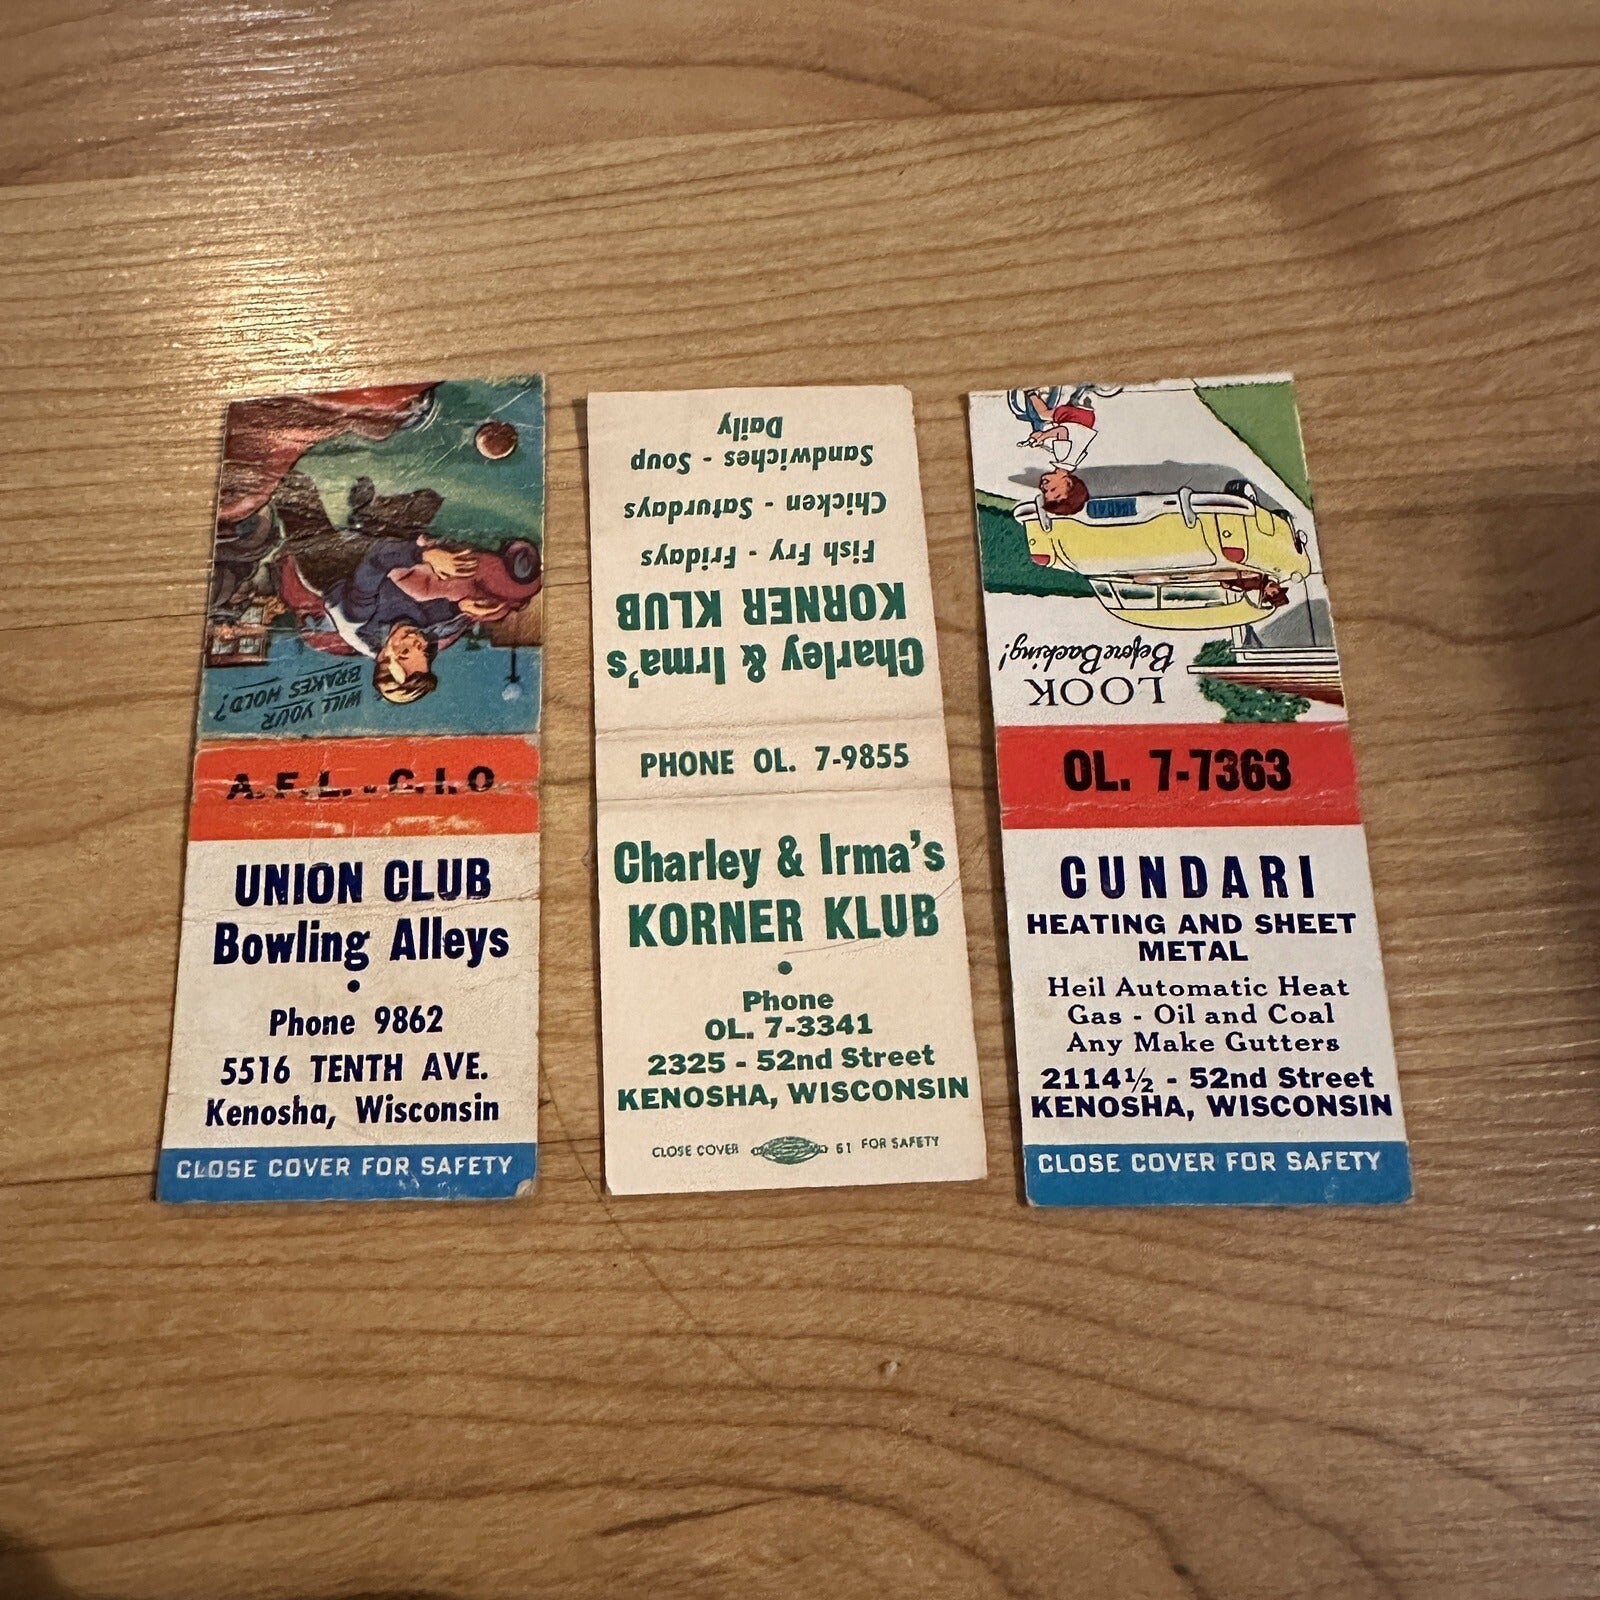 WILL YOUR
BRAKES HOLD?
A.F.L. - C.I.O
UNION CLUB
Bowling Alleys
•
Phone 9862
5516 TENTH AVE.
Kenosha, Wisconsin
CLOSE COVER FOR SAFETY
Charley & Irma's
KORNER KLUB
Fish Fry - Fridays
Chicken - Saturdays
Sandwiches - Soup
Daily
PHONE OL. 7-9855
Charley & Irma's
KORNER KLUB
•
Phone
OL. 7-3341
2325 - 52nd Street
KENOSHA, WISCONSIN
CLOSE COVER 61 FOR SAFETY
LOOK
Before Backing!
OL. 7-7363
CUNDARI
HEATING AND SHEET
METAL
Heil Automatic Heat
Gas - Oil and Coal
Any Make Gutters
2114½ - 52nd Street
KENOSHA, WISCONSIN
CLOSE COVER FOR SAFETY